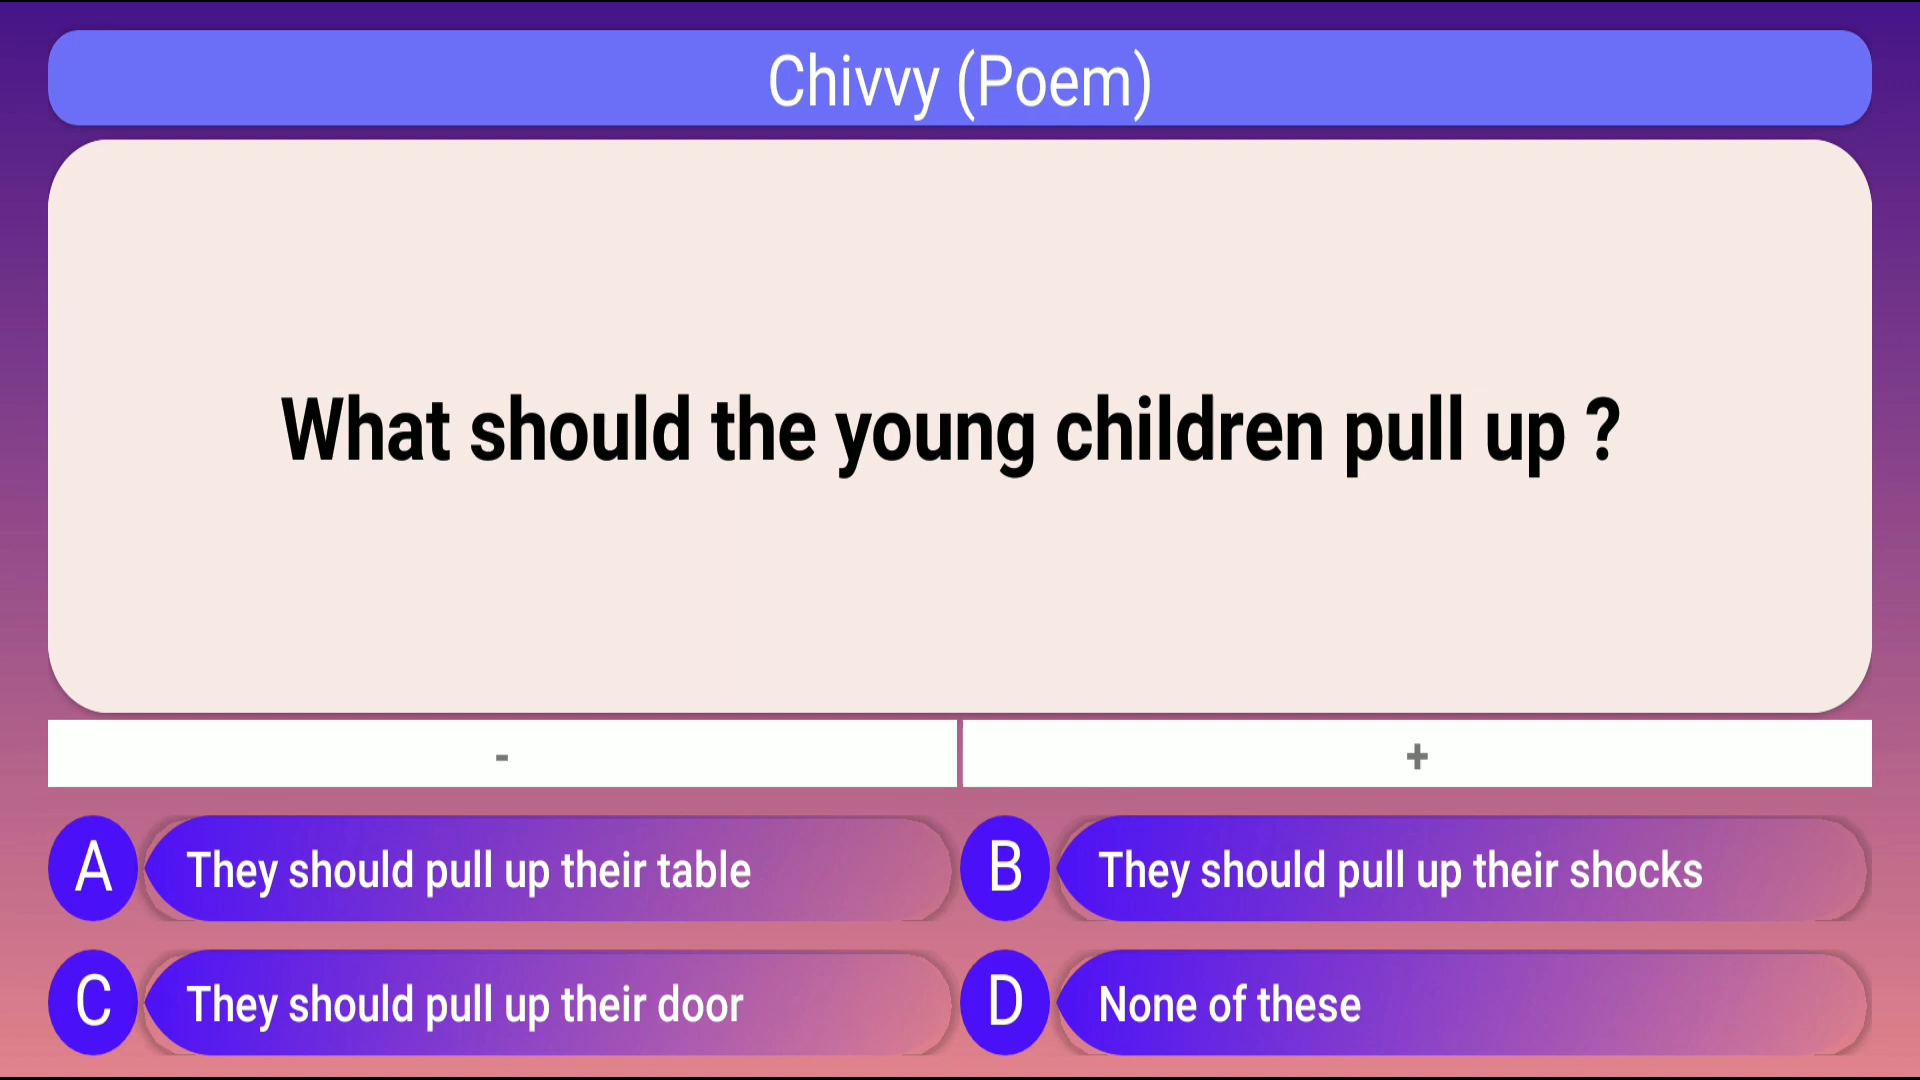 Chivvy (Poem)
What should the young children pull up ?
-
+
A They should pull up their table
B They should pull up their shocks
C They should pull up their door
D None of these